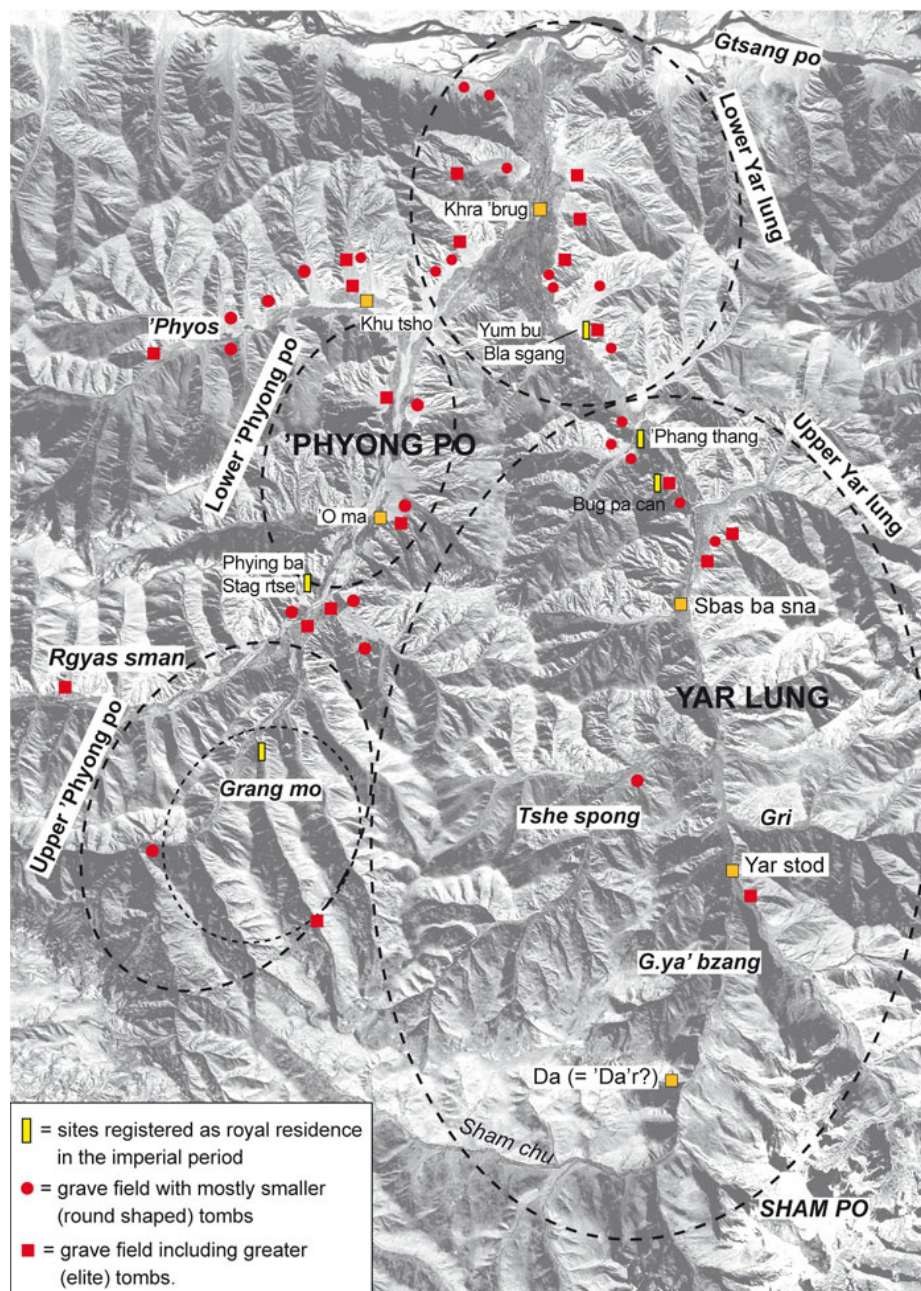 Gtsang po
Lower Yar lung
Khra 'brug
'Phyos
Khu tsho
Yum bu
Bla sgang
Lower 'Phyong po
'PHYONG PO
'Phang thang
Upper Yar lung
Bug pa can
'O ma
Phying ba
Stag rtse
Sbas ba sna
Rgyas sman
YAR LUNG
Upper 'Phyong po
Grang mo
Tshe spong
Gri
Yar stod
G.ya' bzang
Da (= 'Da'r?)
Sham chu
SHAM PO
= sites registered as royal residence
in the imperial period
= grave field with mostly smaller
(round shaped) tombs
= grave field including greater
(elite) tombs.